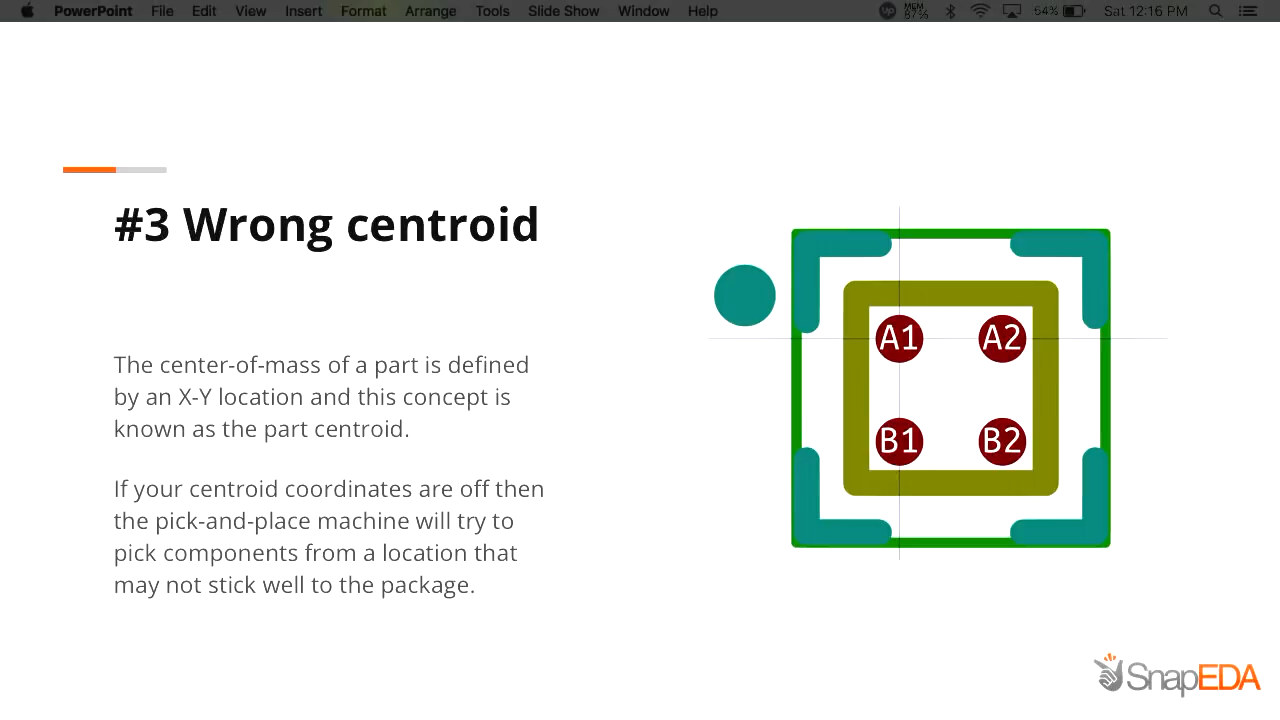 PowerPoint File Edit View Insert Format Arrange Tools Slide Show Window Help MEM 67% 64% Sat 12:16 PM
#3 Wrong centroid
The center-of-mass of a part is defined
by an X-Y location and this concept is
known as the part centroid.
If your centroid coordinates are off then
the pick-and-place machine will try to
pick components from a location that
may not stick well to the package.
A1 A2
B1 B2
SnapEDA